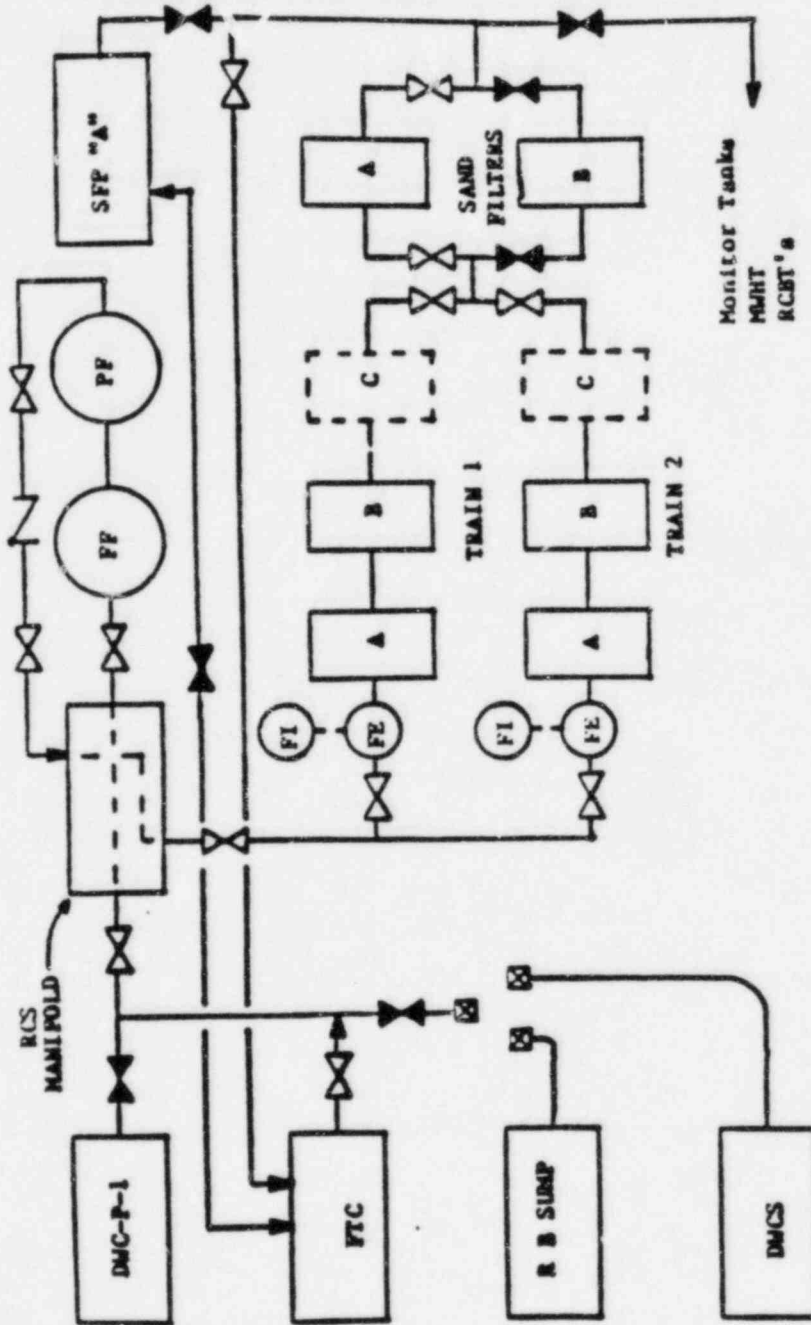 RCS
MANIFOLD
DWC-P-1
FTC
R B SUMP
DWCS
FF
PF
SFP "A"
FI
FE
A
B
C
TRAIN 1
FI
FE
A
B
C
TRAIN 2
A
SAND
FILTERS
B
Monitor Tanks
MWHT
RCBT's